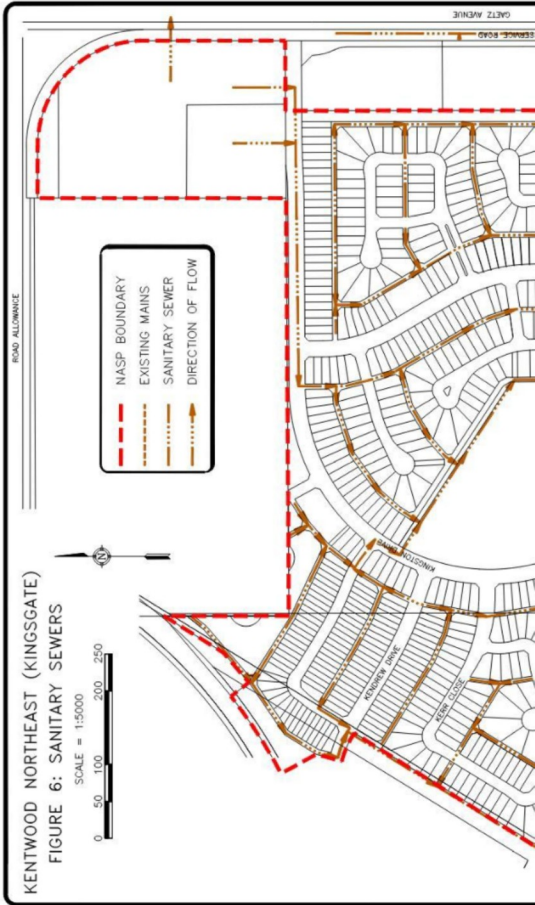 KENTWOOD NORTHEAST (KINGSGATE)
FIGURE 6: SANITARY SEWERS
SCALE = 1:5000
0 50 100 200 250
N
NASP BOUNDARY
EXISTING MAINS
SANITARY SEWER
DIRECTION OF FLOW
ROAD ALLOWANCE
GAETZ AVENUE
SERVICE ROAD
KINGSTON DRIVE
KENDREW DRIVE
KERR CLOSE